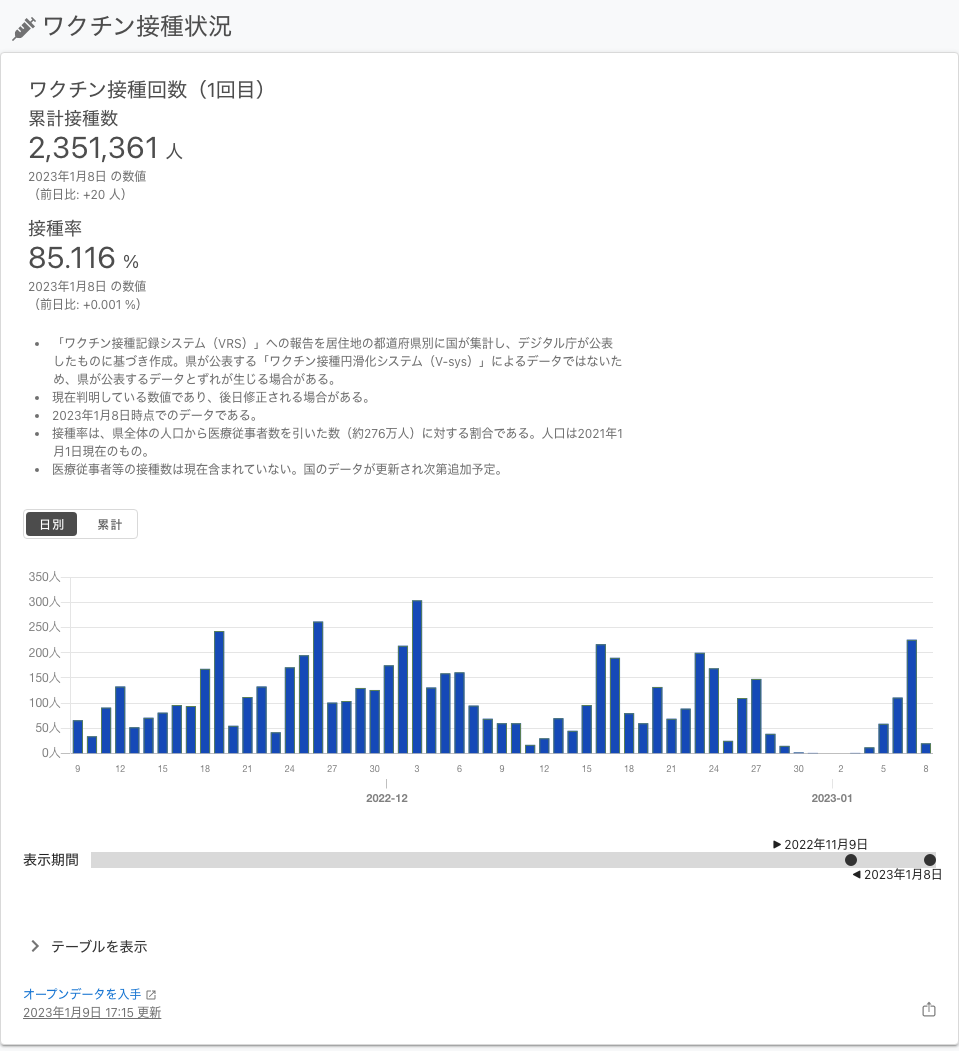 ワクチン接種状況
ワクチン接種回数（1回目）
累計接種数
2,351,361 人
2023年1月8日 の数値
（前日比: +20 人）
接種率
85.116 %
2023年1月8日 の数値
（前日比: +0.001 %）
• 「ワクチン接種記録システム（VRS）」への報告を居住地の都道府県別に国が集計し、デジタル庁が公表
したものに基づき作成。県が公表する「ワクチン接種円滑化システム（V-sys）」によるデータではないた
め、県が公表するデータとずれが生じる場合がある。
• 現在判明している数値であり、後日修正される場合がある。
• 2023年1月8日時点でのデータである。
• 接種率は、県全体の人口から医療従事者数を引いた数（約276万人）に対する割合である。人口は2021年1
月1日現在のもの。
• 医療従事者等の接種数は現在含まれていない。国のデータが更新され次第追加予定。
日別 累計
350人
300人
250人
200人
150人
100人
50人
0人
9 12 15 18 21 24 27 30 3 6 9 12 15 18 21 24 27 30 2 5 8
2022-12 2023-01
▶ 2022年11月9日
表示期間
◀ 2023年1月8日
テーブルを表示
オープンデータを入手
2023年1月9日 17:15 更新